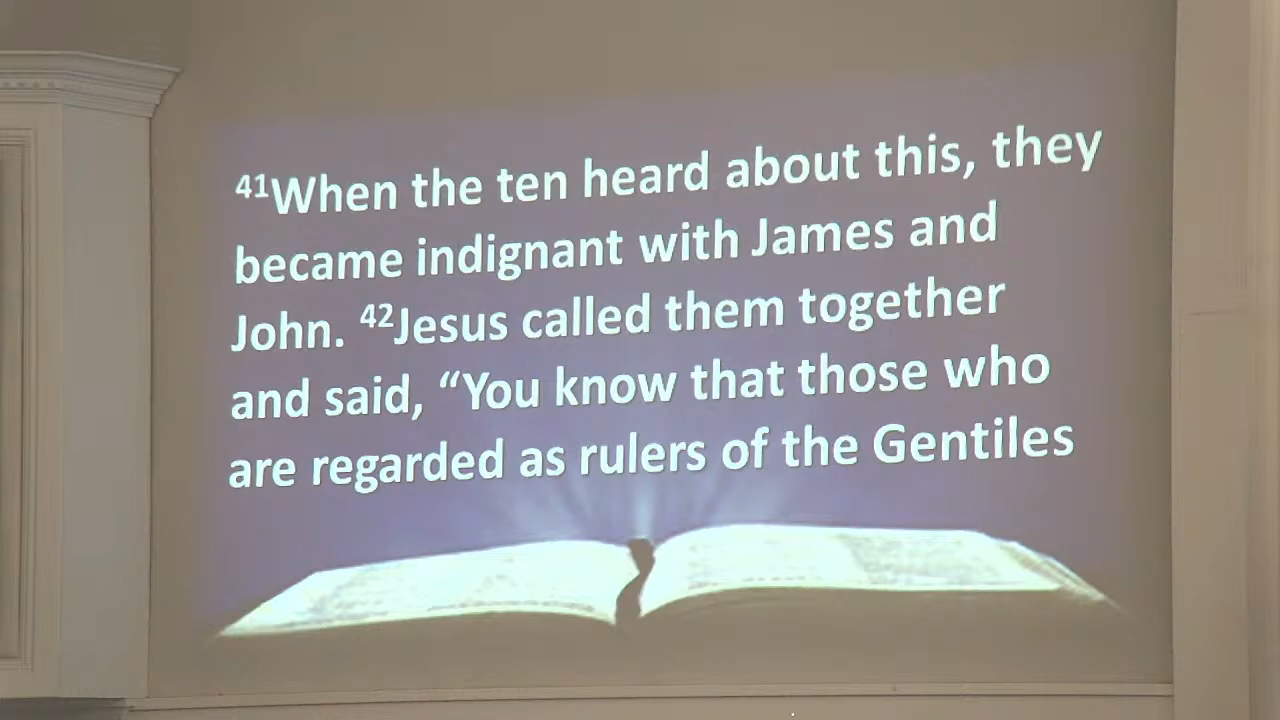 41When the ten heard about this, they
became indignant with James and
John. 42Jesus called them together
and said, “You know that those who
are regarded as rulers of the Gentiles